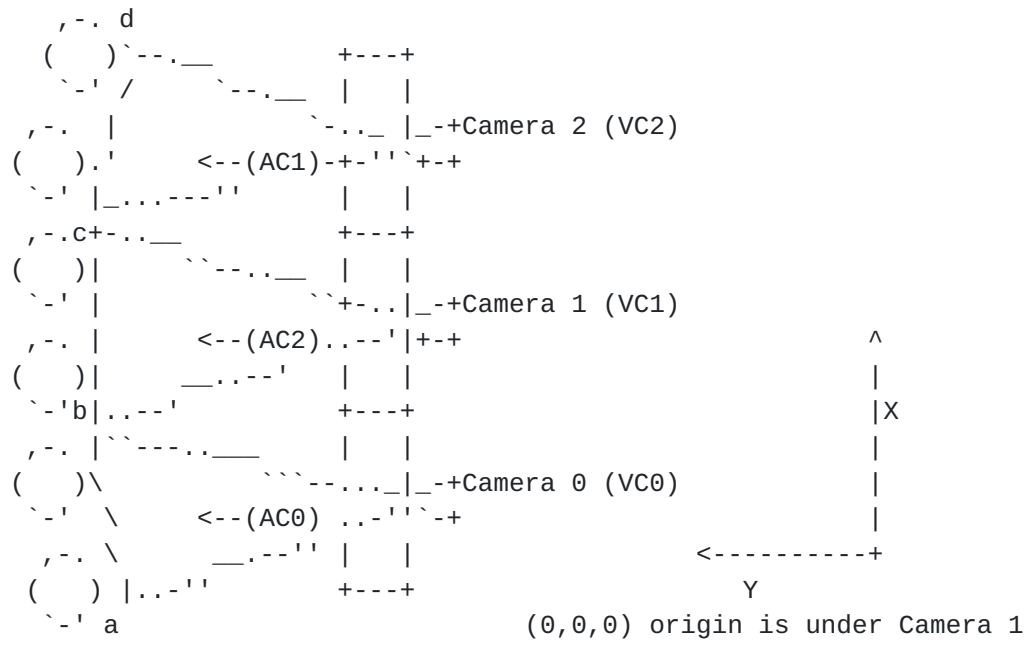 d
Camera 2 (VC2)
<--(AC1)
c
Camera 1 (VC1)
<--(AC2)
b X
Camera 0 (VC0)
<--(AC0)
Y
a (0,0,0) origin is under Camera 1